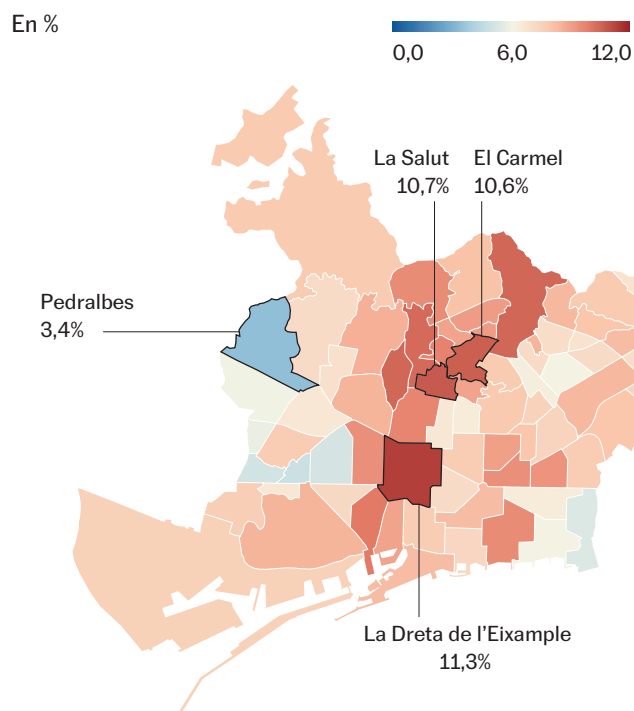 En %
0,0 6,0 12,0
La Salut
10,7%
El Carmel
10,6%
Pedralbes
3,4%
La Dreta de l'Eixample
11,3%